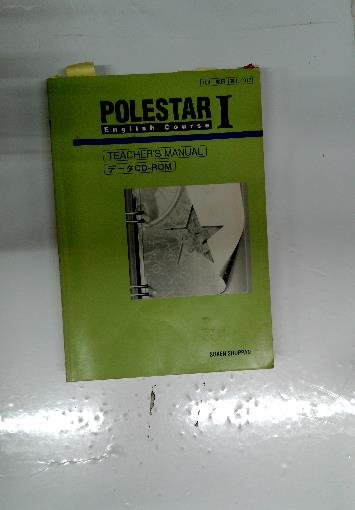 POLESTAR I
English Course
TEACHER'S MANUAL
データCD-ROM
SUKEN SHUPPAN